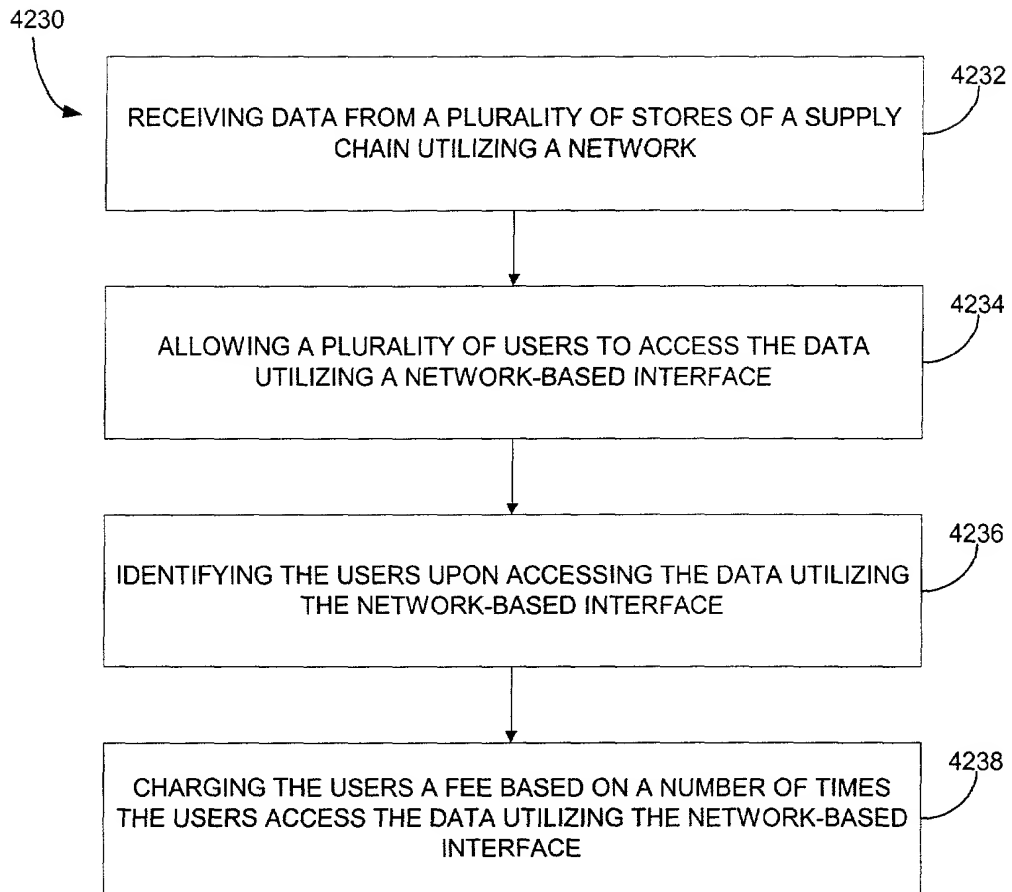 4230
4232
RECEIVING DATA FROM A PLURALITY OF STORES OF A SUPPLY
CHAIN UTILIZING A NETWORK
4234
ALLOWING A PLURALITY OF USERS TO ACCESS THE DATA
UTILIZING A NETWORK-BASED INTERFACE
4236
IDENTIFYING THE USERS UPON ACCESSING THE DATA UTILIZING
THE NETWORK-BASED INTERFACE
4238
CHARGING THE USERS A FEE BASED ON A NUMBER OF TIMES
THE USERS ACCESS THE DATA UTILIZING THE NETWORK-BASED
INTERFACE